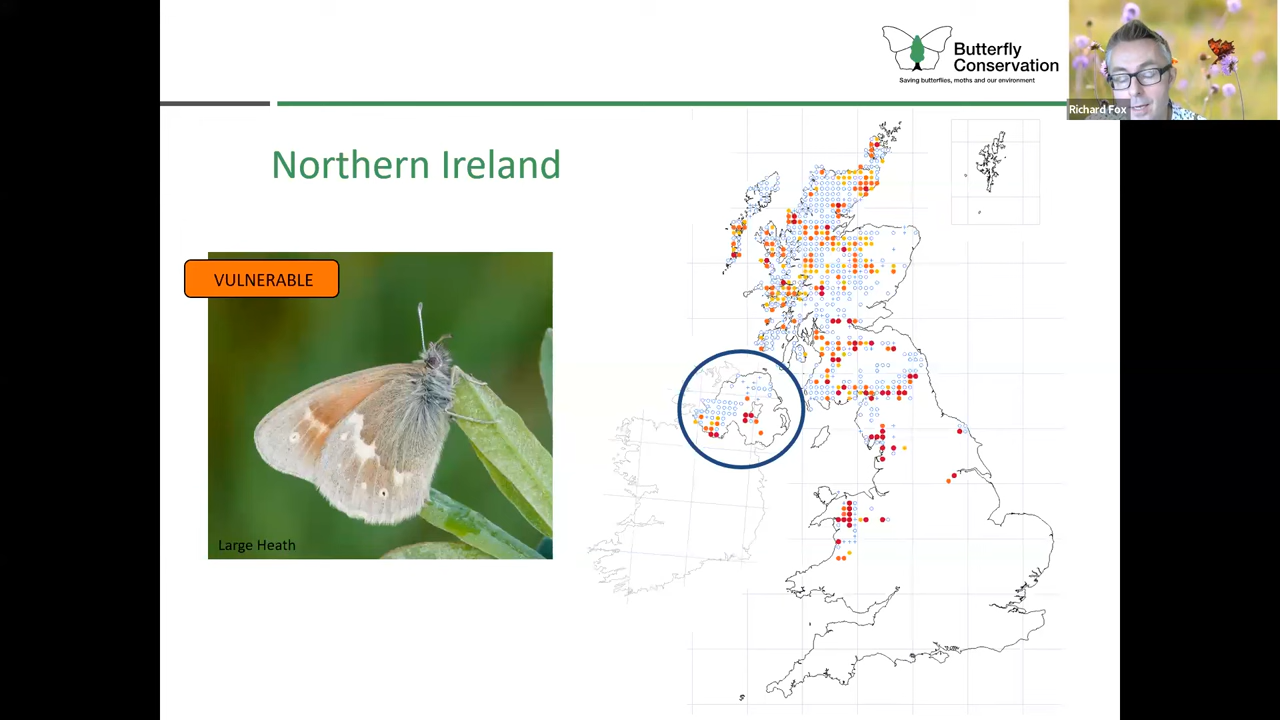 Butterfly
Conservation
Saving butterflies, moths and our environment
Richard Fox
Northern Ireland
VULNERABLE
Large Heath